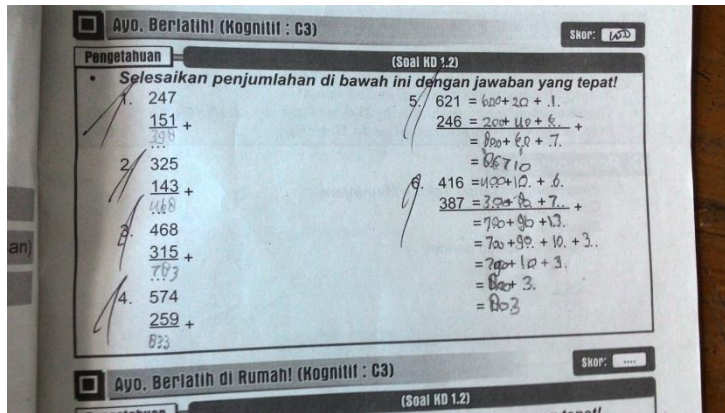 Ayo, Berlatih! (Kognitif : C3)
Skor: 100
Pengetahuan
(Soal KD 1.2)
• Selesaikan penjumlahan di bawah ini dengan jawaban yang tepat!
1. 247
151 +
398
2. 325
143 +
468
3. 468
315 +
783
4. 574
259 +
833
5. 621 = 600 + 20 + 1.
246 = 200 + 40 + 6. +
= 800 + 60 + 7.
= 867
6. 416 = 400 + 10. + 6.
387 = 300 + 80 + 7.. +
= 700 + 90 + 13.
= 700 + 90. + 10. + 3..
= 700 + 10 + 3.
= 800 + 3.
= 803
an)
Ayo, Berlatih di Rumah! (Kognitif : C3)
Skor: ....
(Soal KD 1.2)